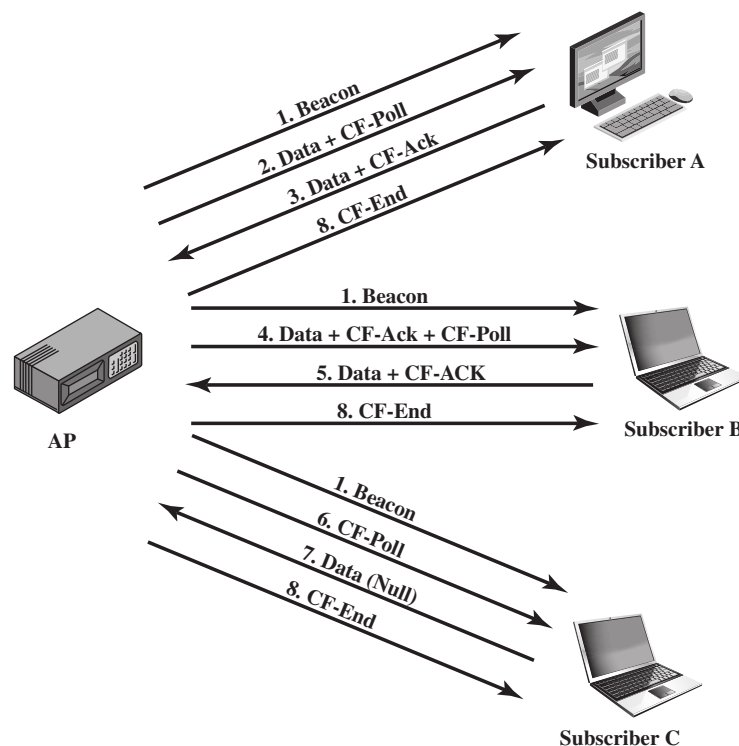 1. Beacon
2. Data + CF-Poll
3. Data + CF-Ack
8. CF-End
Subscriber A
1. Beacon
4. Data + CF-Ack + CF-Poll
5. Data + CF-ACK
8. CF-End
AP
Subscriber B
1. Beacon
6. CF-Poll
7. Data (Null)
8. CF-End
Subscriber C